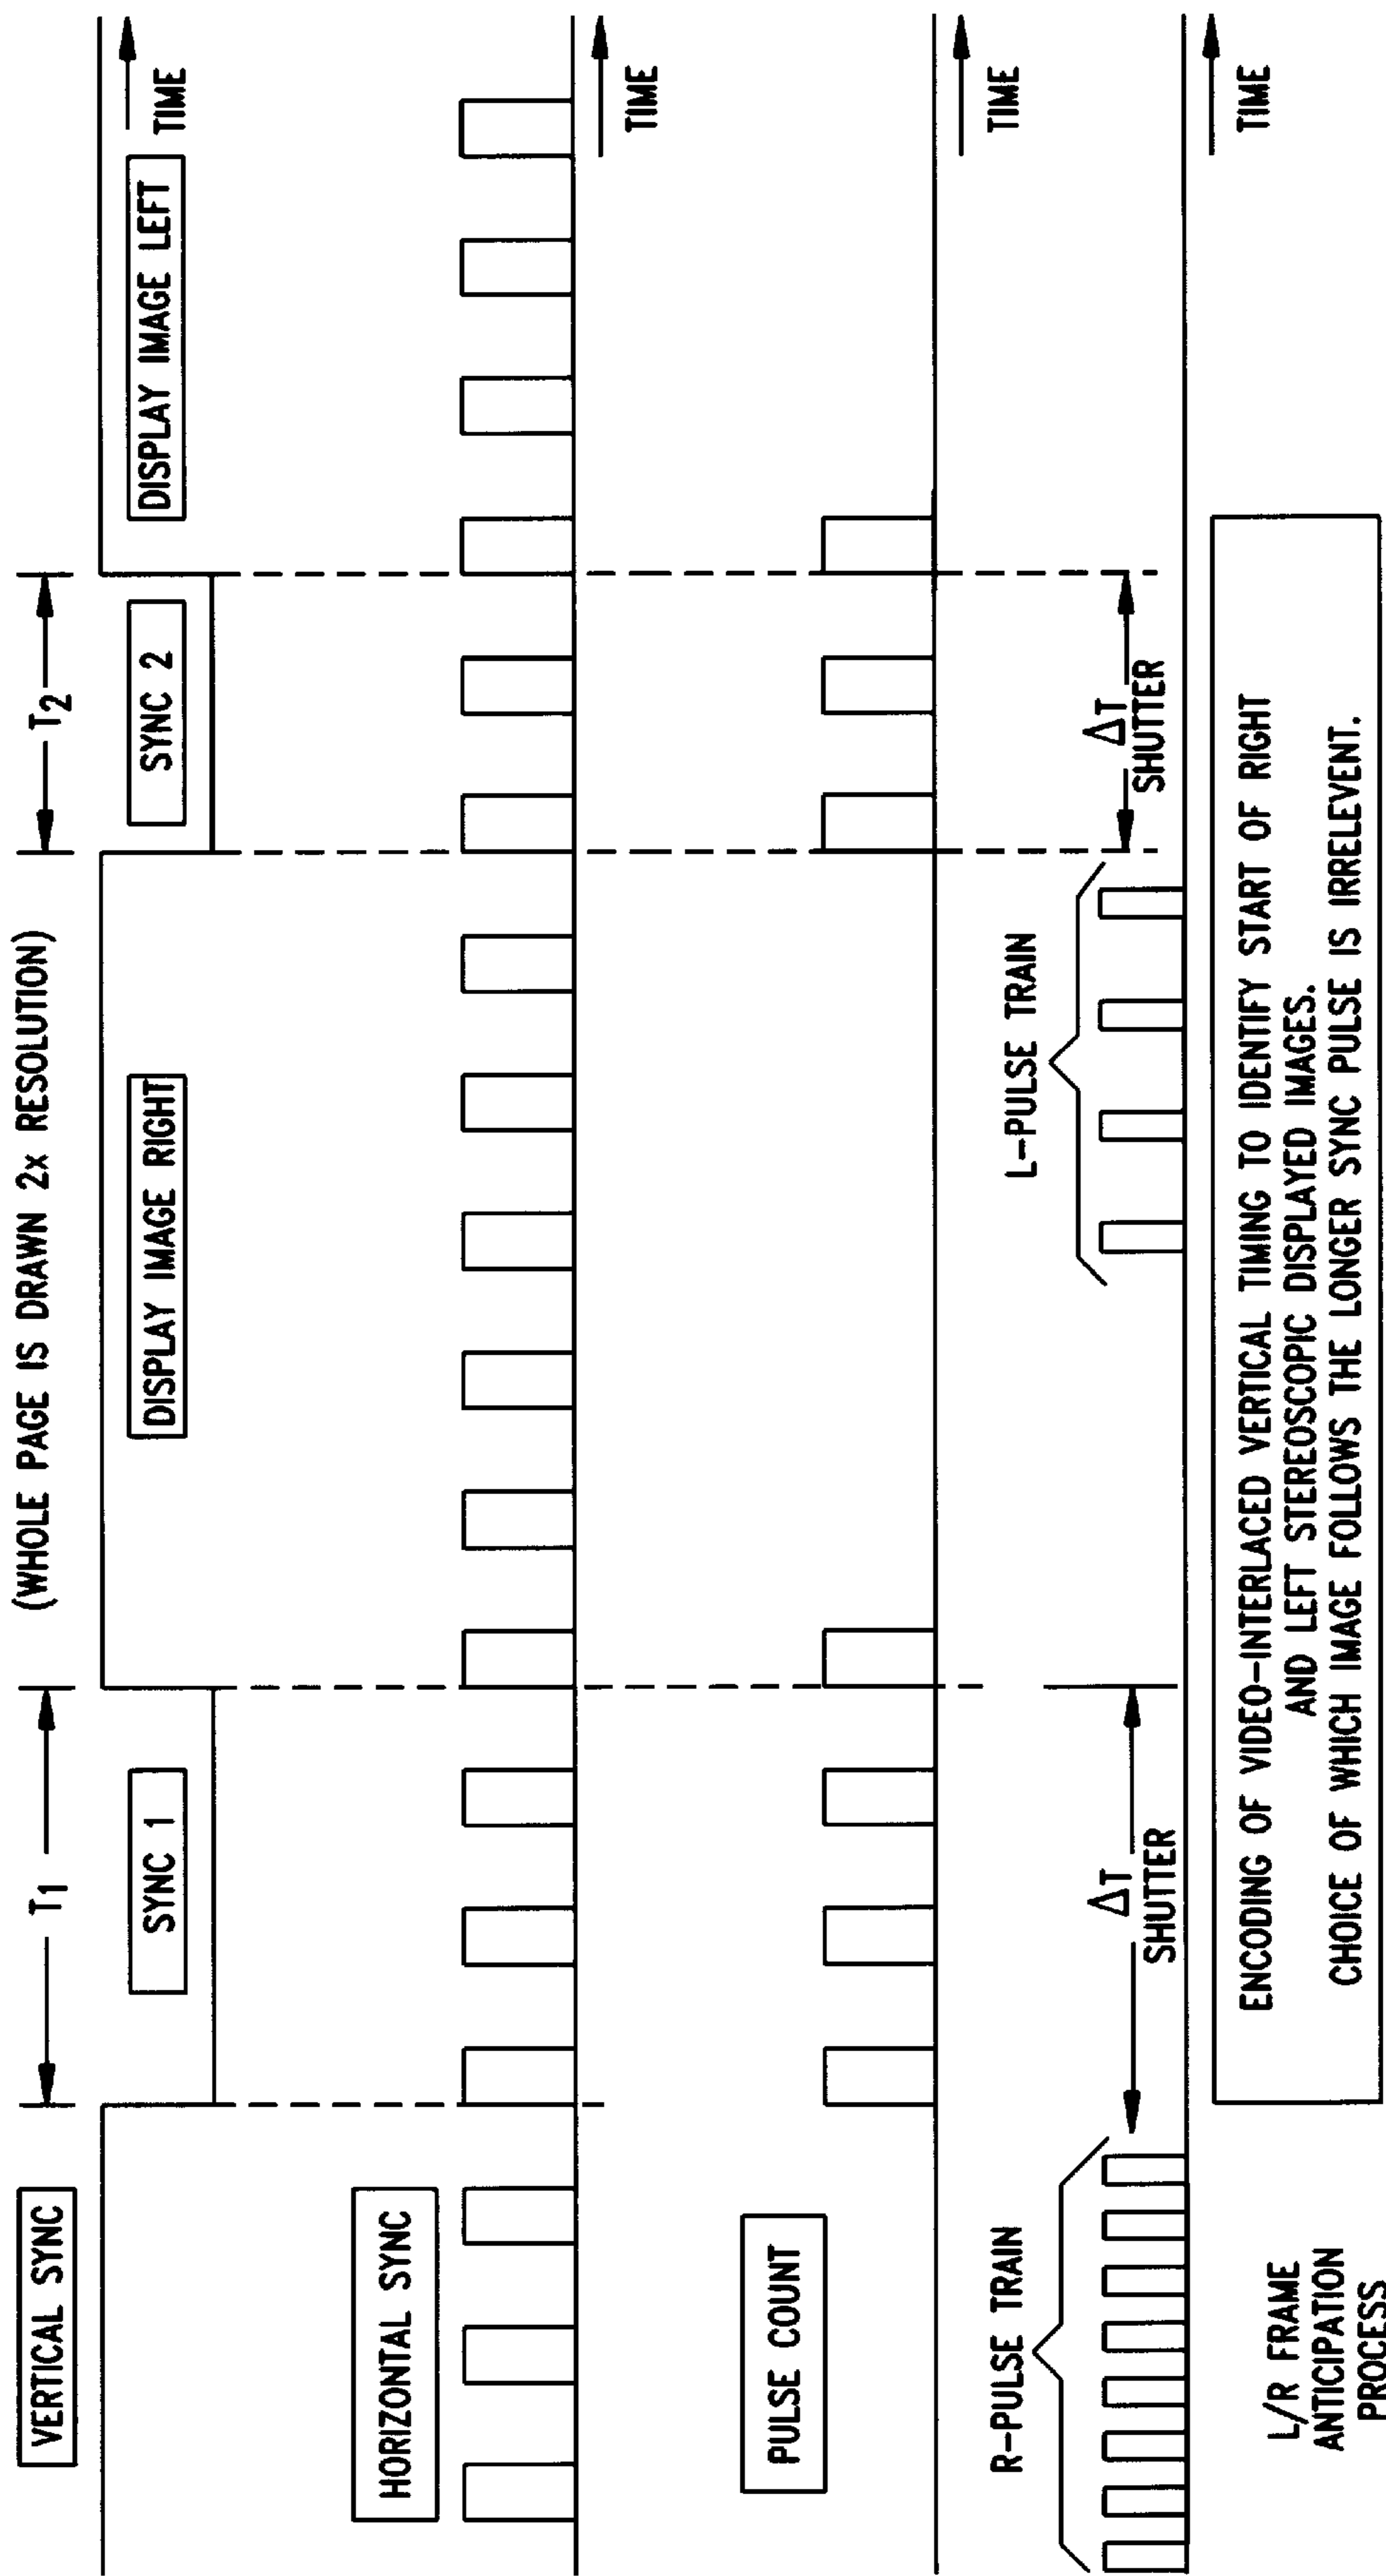 (WHOLE PAGE IS DRAWN 2x RESOLUTION)
VERTICAL SYNC
T1
T2
SYNC 1
DISPLAY IMAGE RIGHT
SYNC 2
DISPLAY IMAGE LEFT
TIME
HORIZONTAL SYNC
TIME
PULSE COUNT
TIME
R-PULSE TRAIN
L-PULSE TRAIN
ΔT
SHUTTER
ΔT
SHUTTER
TIME
L/R FRAME
ANTICIPATION
PROCESS
ENCODING OF VIDEO-INTERLACED VERTICAL TIMING TO IDENTIFY START OF RIGHT
AND LEFT STEREOSCOPIC DISPLAYED IMAGES.
CHOICE OF WHICH IMAGE FOLLOWS THE LONGER SYNC PULSE IS IRRELEVENT.